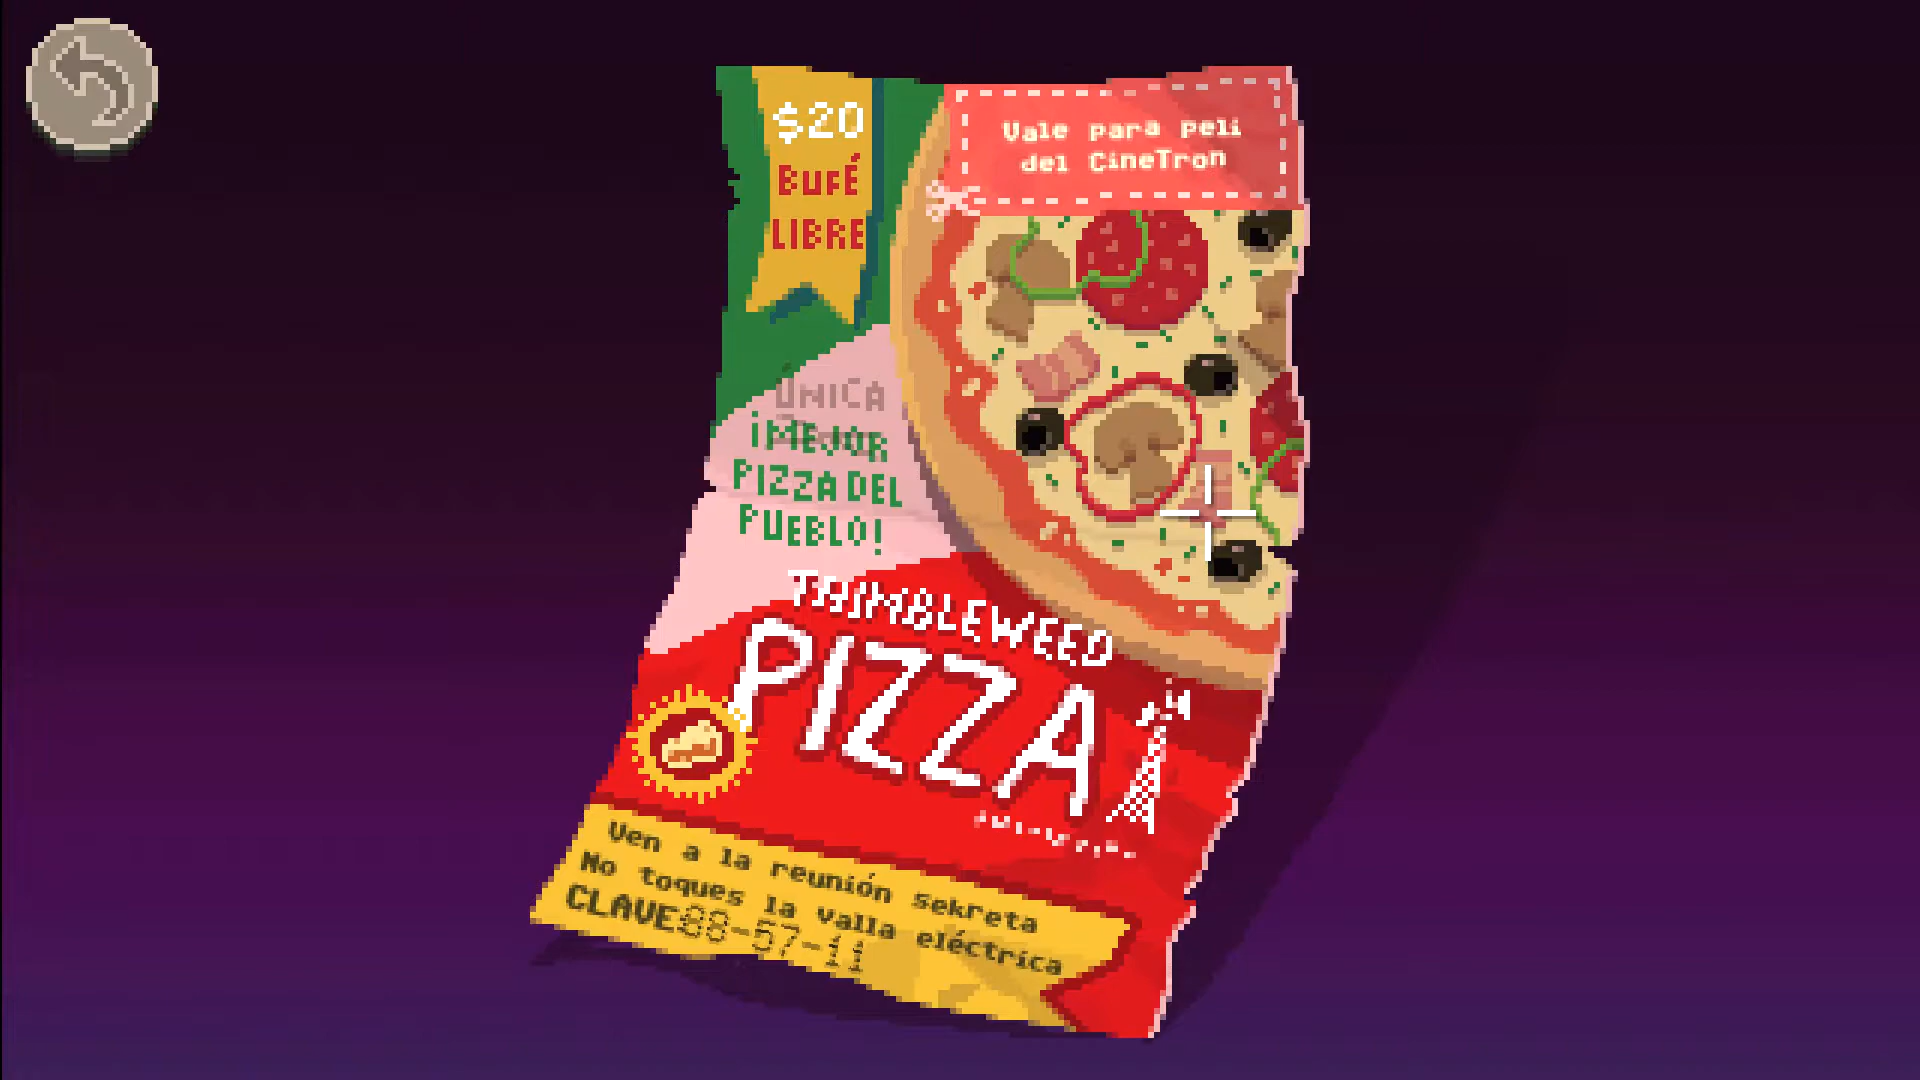 $20
BUFÉ
LIBRE
Vale para peli
del CineTron
ÚNICA
¡MEJOR
PIZZA DEL
PUEBLO!
THIMBLEWEED
PIZZA
Ven a la reunión sekreta
No toques la valla eléctrica
CLAVE:88-57-11